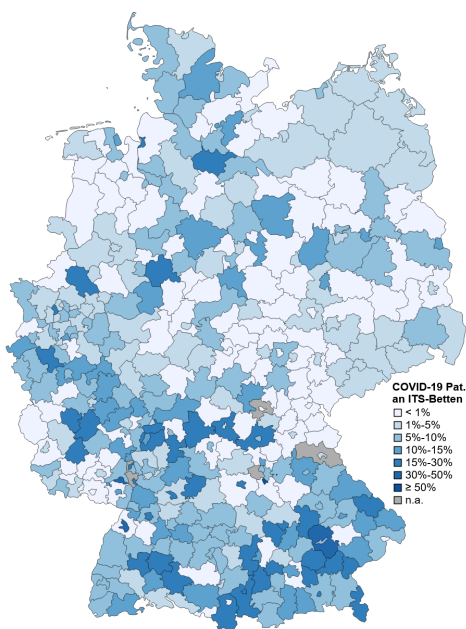 COVID-19 Pat.
an ITS-Betten
< 1%
1%-5%
5%-10%
10%-15%
15%-30%
30%-50%
≥ 50%
n.a.